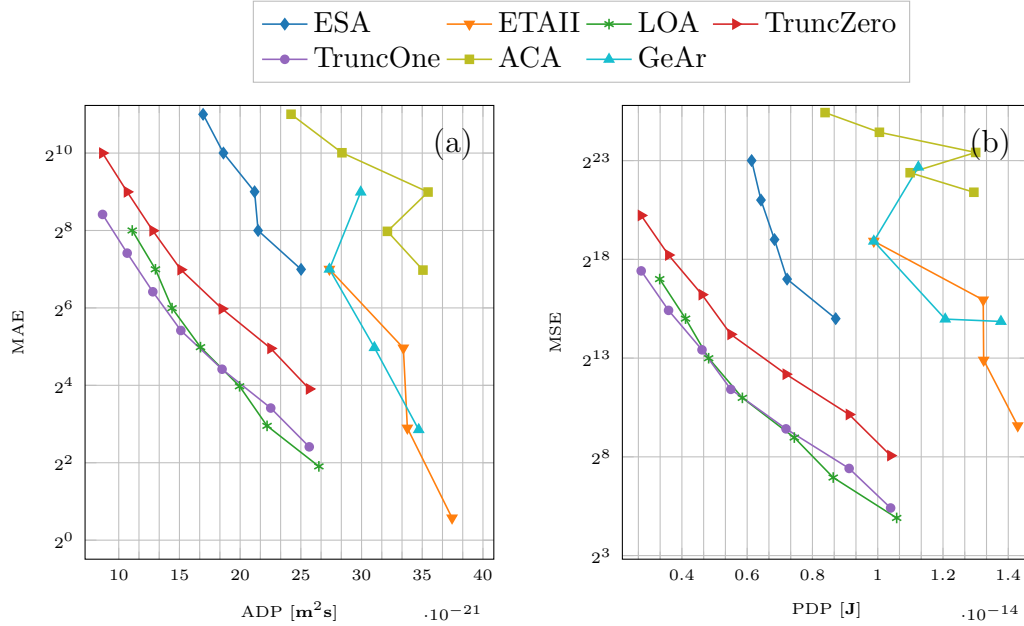 ESA ETAII LOA TruncZero
TruncOne ACA GeAr
(a)
2^10
2^8
2^6
2^4
2^2
2^0
MAE
10 15 20 25 30 35 40
ADP [m^2s]
·10^−21
(b)
2^23
2^18
2^13
2^8
2^3
MSE
0.4 0.6 0.8 1 1.2 1.4
PDP [J]
·10^−14